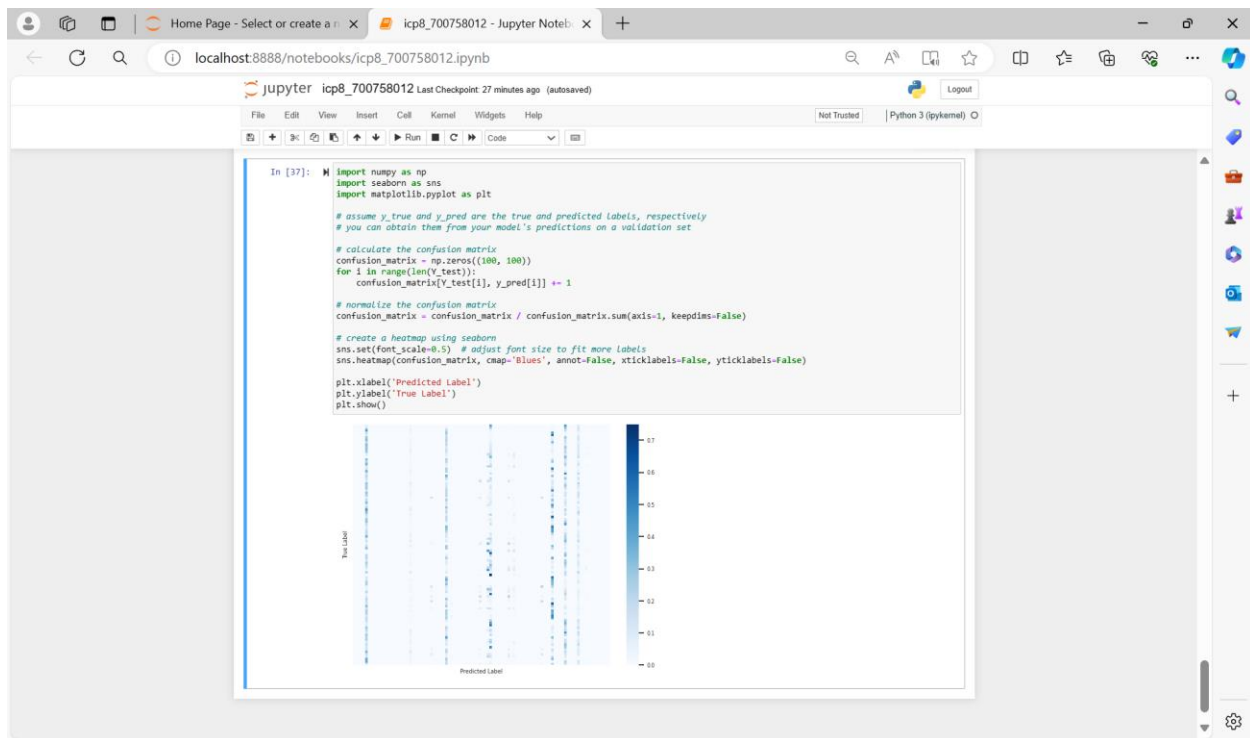 Home Page - Select or create a n
icp8_700758012 - Jupyter Noteb
localhost:8888/notebooks/icp8_700758012.ipynb
jupyter icp8_700758012 Last Checkpoint: 27 minutes ago (autosaved)
Logout
File Edit View Insert Cell Kernel Widgets Help
Not Trusted
Python 3 (ipykernel)
Run
Code
In [37]:
import numpy as np
import seaborn as sns
import matplotlib.pyplot as plt
# assume y_true and y_pred are the true and predicted labels, respectively
# you can obtain them from your model's predictions on a validation set
# calculate the confusion matrix
confusion_matrix = np.zeros((100, 100))
for i in range(len(Y_test)):
    confusion_matrix[Y_test[i], y_pred[i]] += 1
# normalize the confusion matrix
confusion_matrix = confusion_matrix / confusion_matrix.sum(axis=1, keepdims=False)
# create a heatmap using seaborn
sns.set(font_scale=0.5)  # adjust font size to fit more labels
sns.heatmap(confusion_matrix, cmap='Blues', annot=False, xticklabels=False, yticklabels=False)
plt.xlabel('Predicted Label')
plt.ylabel('True Label')
plt.show()
True Label
Predicted Label
0.7
0.6
0.5
0.4
0.3
0.2
0.1
0.0